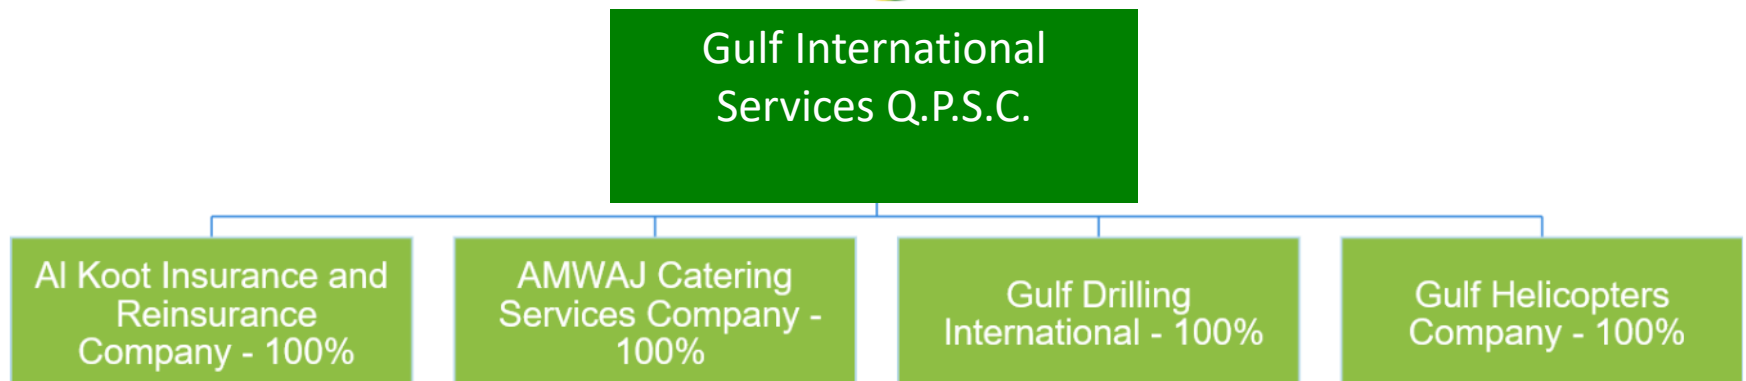 Gulf International
Services Q.P.S.C.
Al Koot Insurance and
Reinsurance
Company - 100%
AMWAJ Catering
Services Company -
100%
Gulf Drilling
International - 100%
Gulf Helicopters
Company - 100%